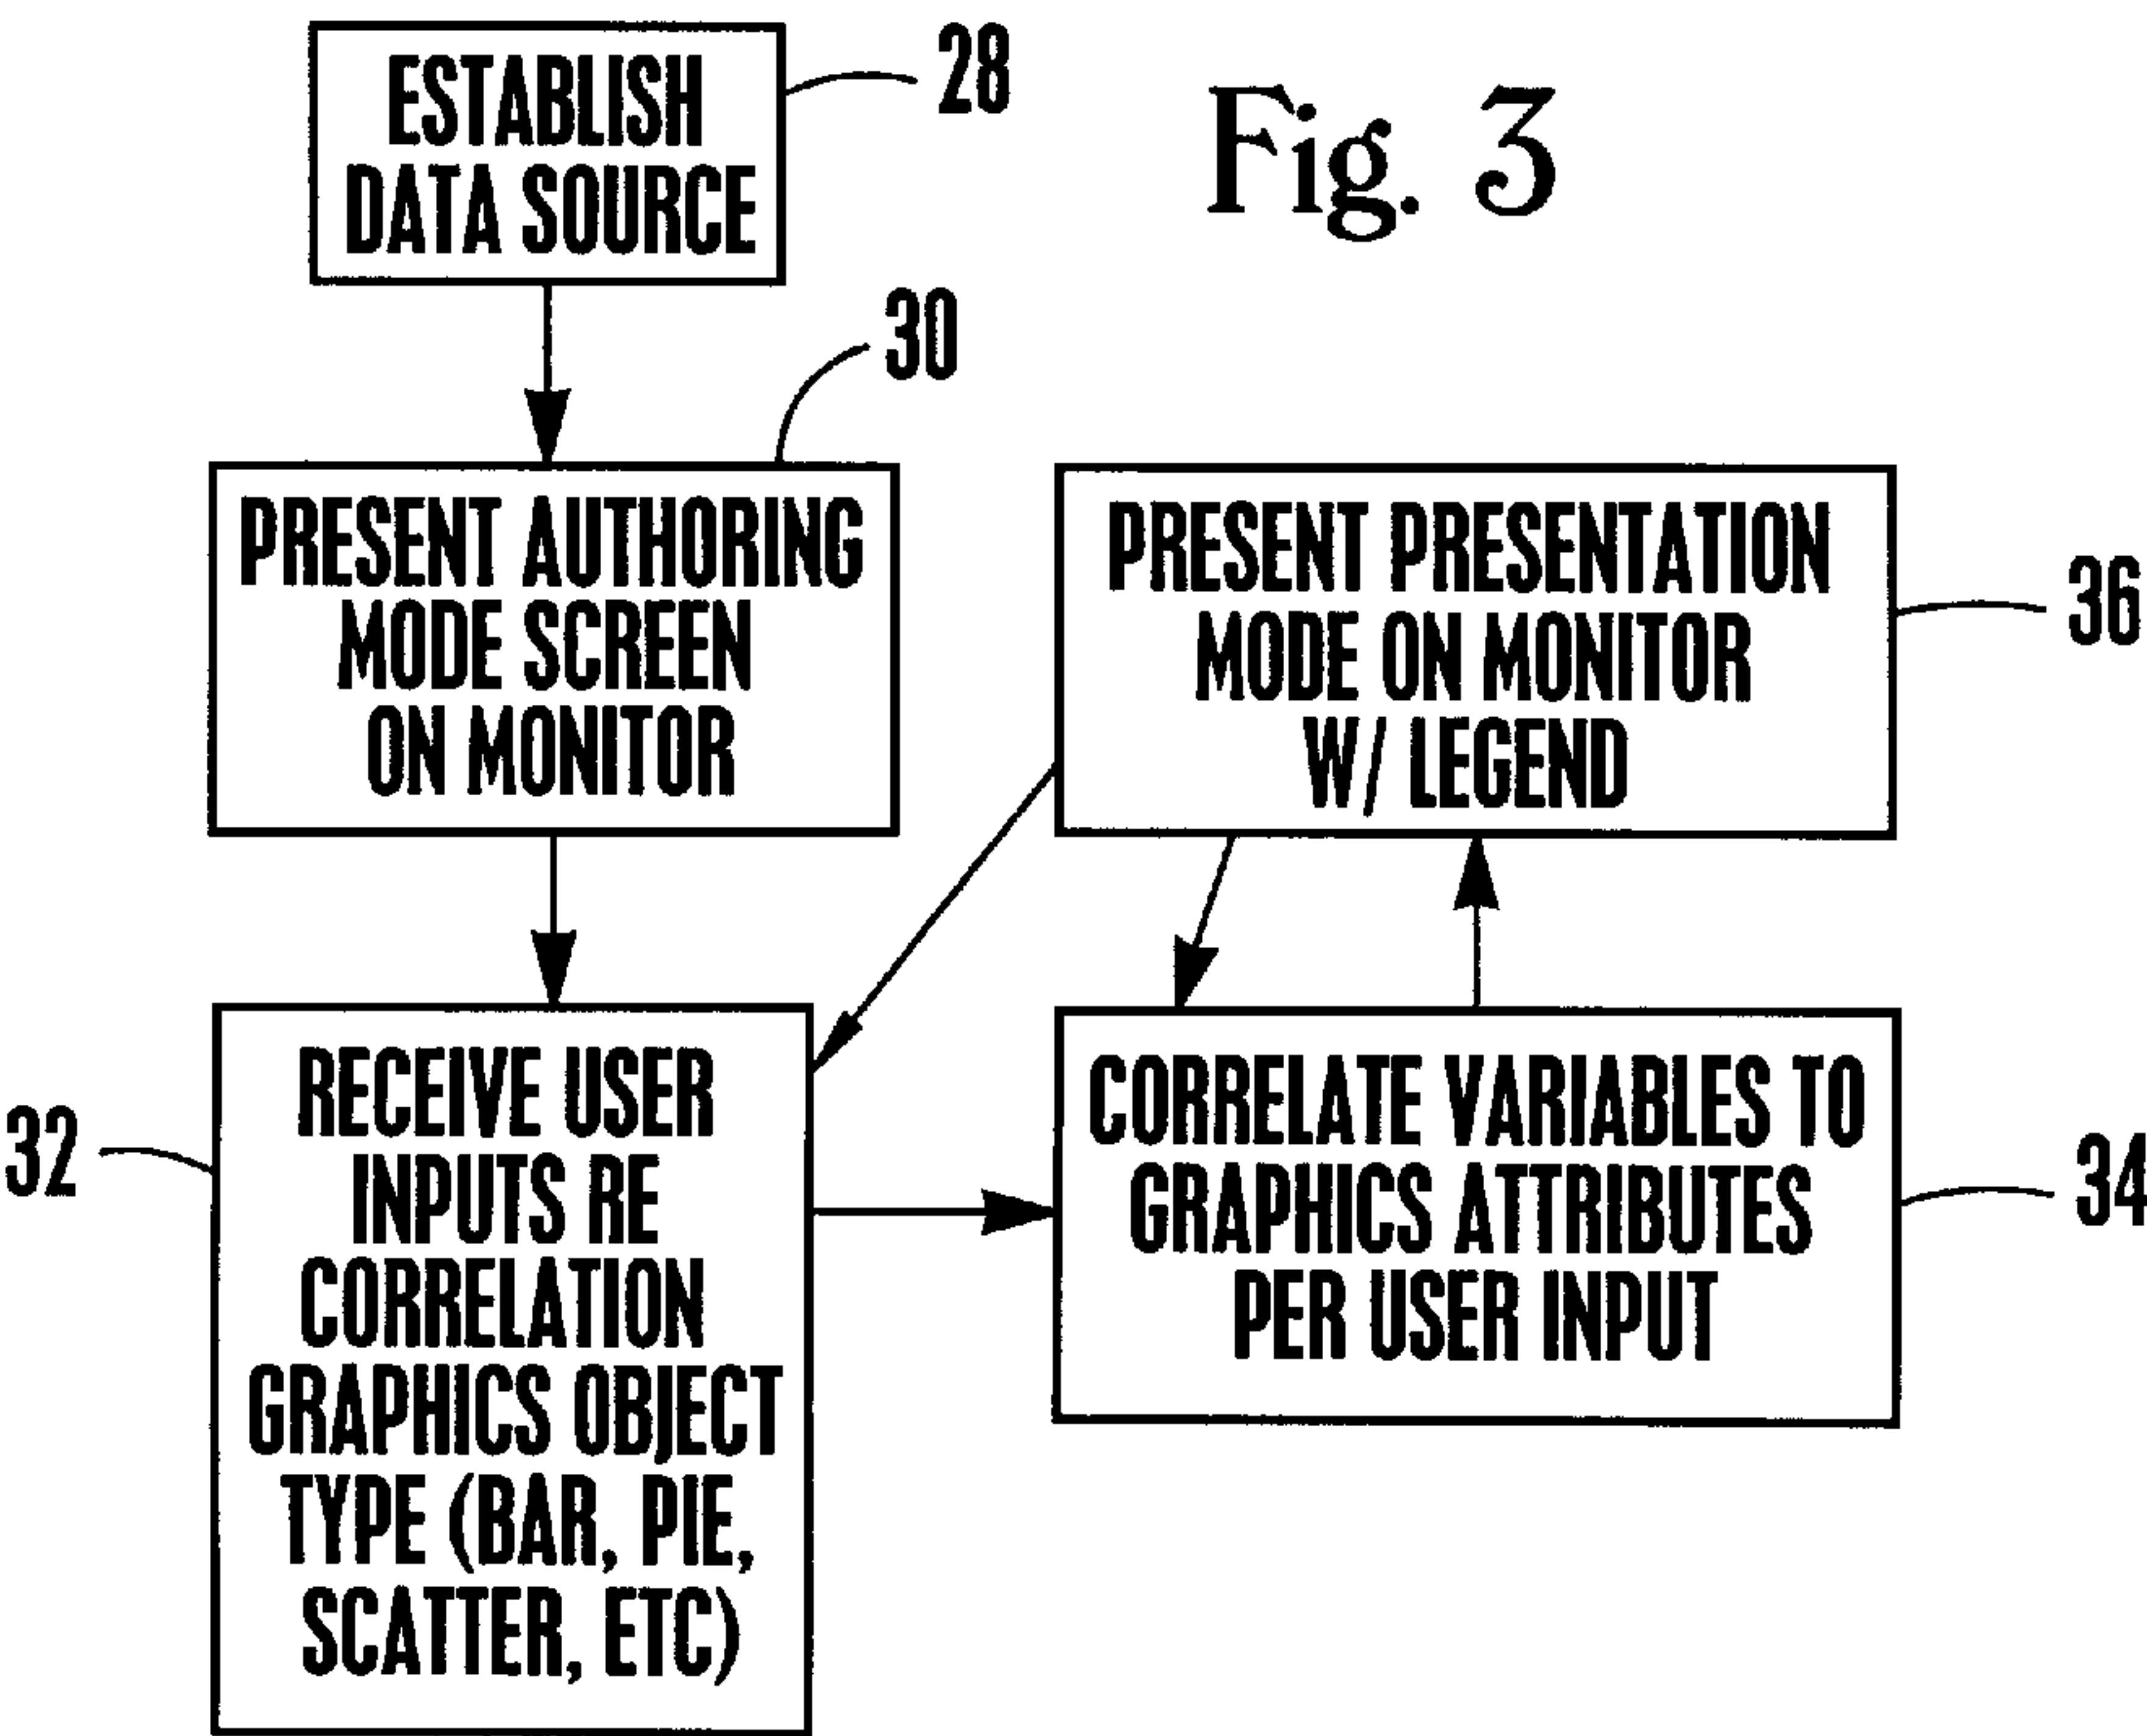 ESTABLISH
DATA SOURCE
28
Fig. 3
30
PRESENT AUTHORING
MODE SCREEN
ON MONITOR
PRESENT PRESENTATION
MODE ON MONITOR
W/ LEGEND
36
32
RECEIVE USER
INPUTS RE
CORRELATION
GRAPHICS OBJECT
TYPE (BAR, PIE,
SCATTER, ETC)
CORRELATE VARIABLES TO
GRAPHICS ATTRIBUTES
PER USER INPUT
34